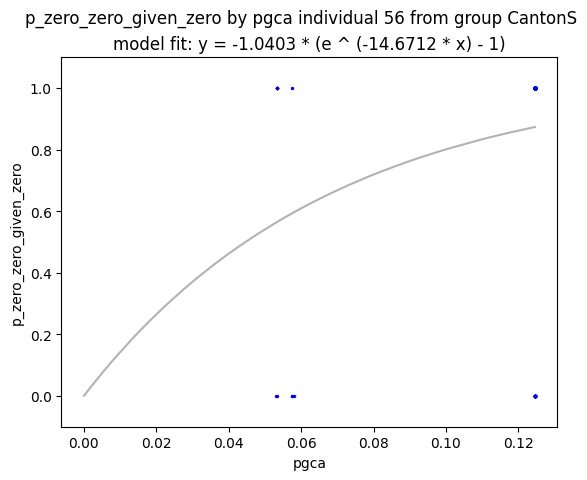 p_zero_zero_given_zero by pgca individual 56 from group CantonS
model fit: y = -1.0403 * (e ^ (-14.6712 * x) - 1)
1.0
0.8
0.6
0.4
0.2
0.0
p_zero_zero_given_zero
0.00 0.02 0.04 0.06 0.08 0.10 0.12
pgca